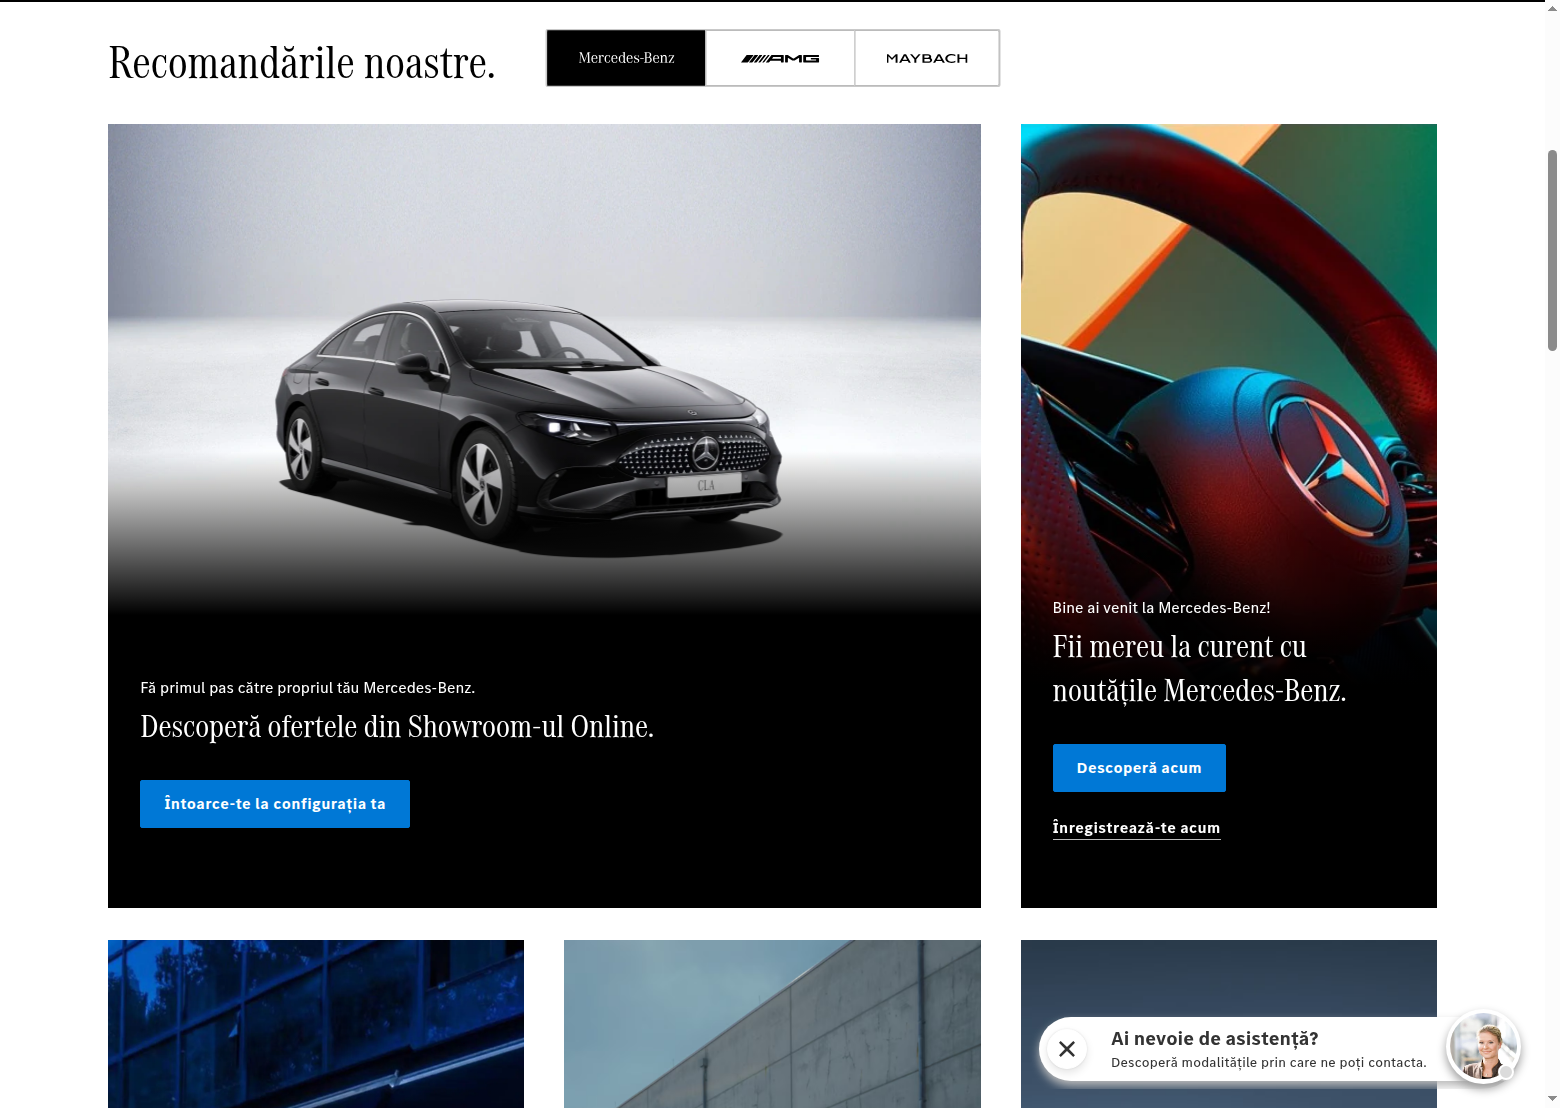 Recomandările noastre.
Mercedes-Benz
AMG
MAYBACH
CLA
Fă primul pas către propriul tău Mercedes-Benz.
Descoperă ofertele din Showroom-ul Online.
Întoarce-te la configurația ta
Bine ai venit la Mercedes-Benz!
Fii mereu la curent cu
noutățile Mercedes-Benz.
Descoperă acum
Înregistrează-te acum
Ai nevoie de asistență?
Descoperă modalitățile prin care ne poți contacta.